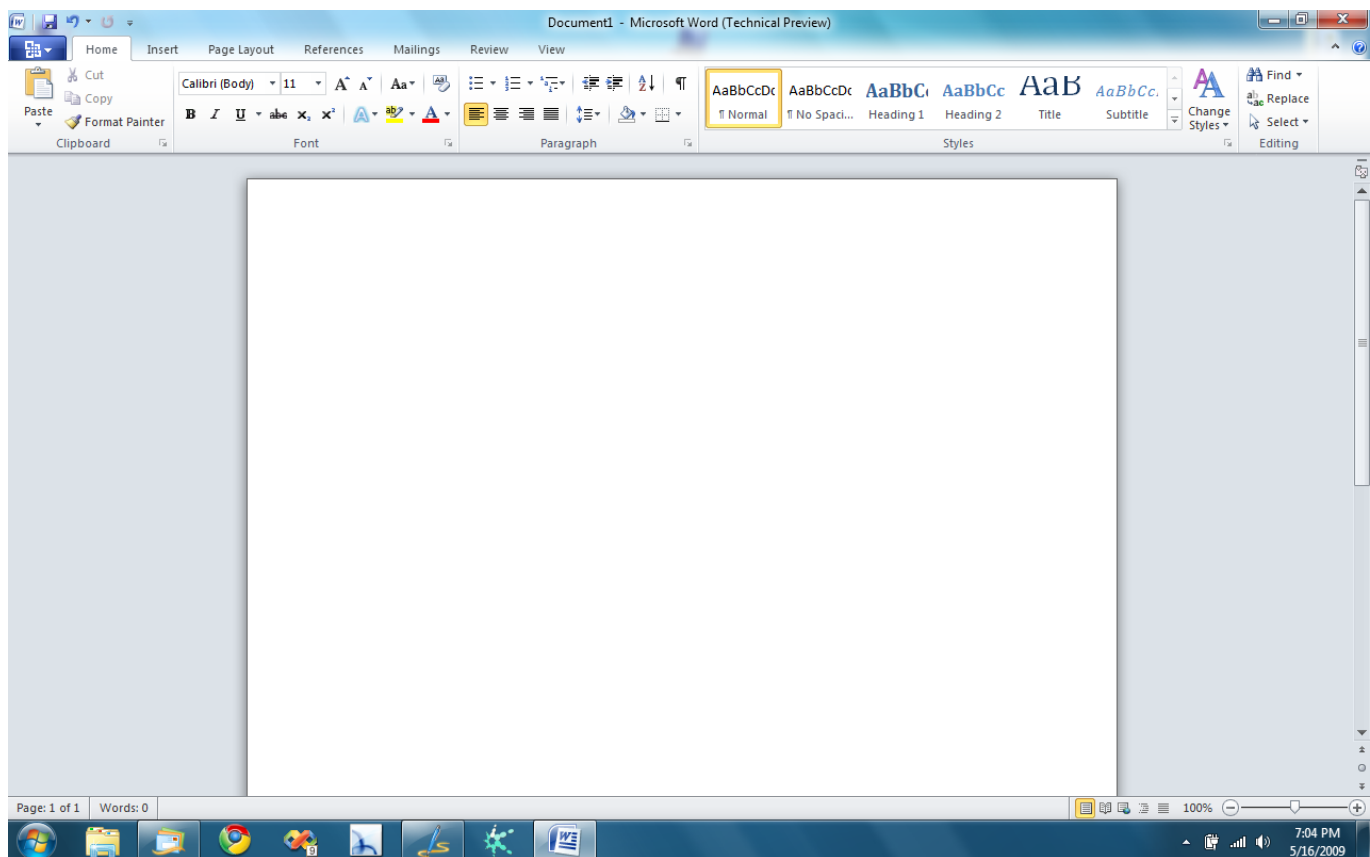 Document1 - Microsoft Word (Technical Preview)
Home Insert Page Layout References Mailings Review View
Paste
Cut
Copy
Format Painter
Clipboard
Calibri (Body) 11
Font
Paragraph
AaBbCcDc AaBbCcDc AaBbC AaBbCc AaB AaBbCc.
¶ Normal ¶ No Spaci... Heading 1 Heading 2 Title Subtitle
Change Styles
Styles
Find
Replace
Select
Editing
Page: 1 of 1 Words: 0
100%
7:04 PM
5/16/2009